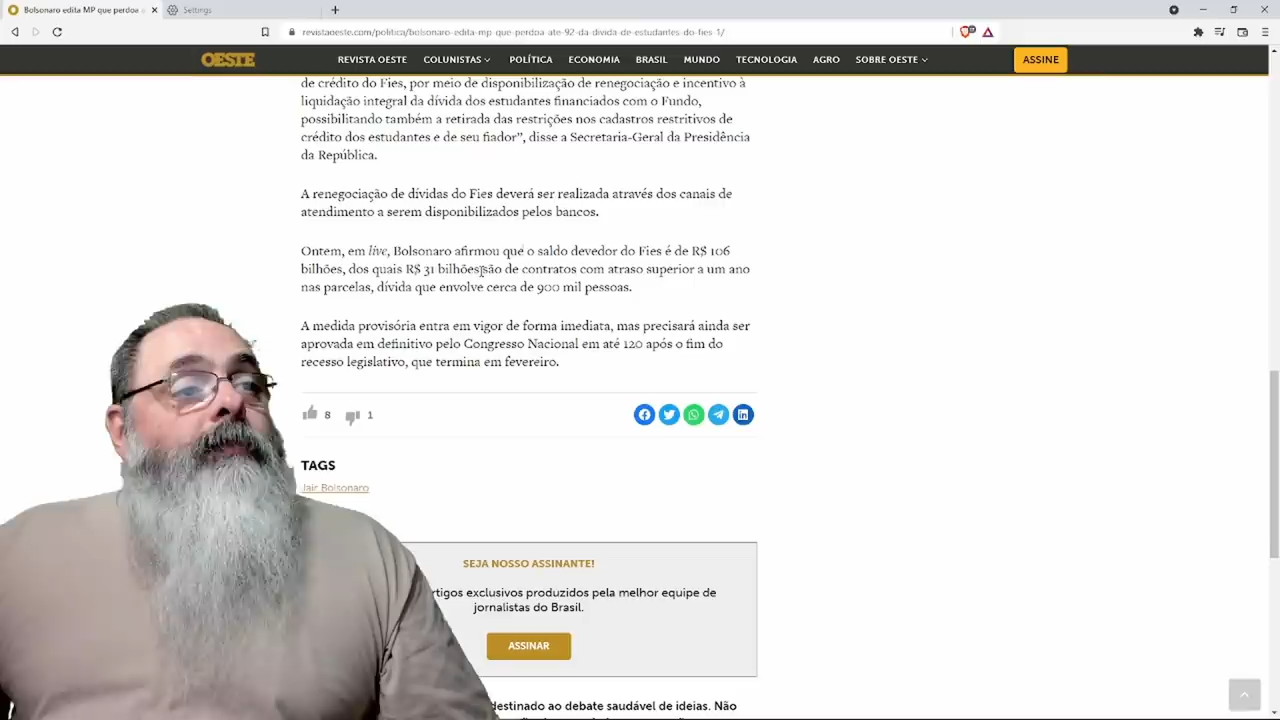 Bolsonaro edita MP que perdoa
Settings
revistaoeste.com/politica/bolsonaro-edita-mp-que-perdoa-ate-92-da-divida-de-estudantes-do-fies-1/
OESTE
REVISTA OESTE COLUNISTAS POLÍTICA ECONOMIA BRASIL MUNDO TECNOLOGIA AGRO SOBRE OESTE
ASSINE
de crédito do Fies, por meio de disponibilização de renegociação e incentivo à
liquidação integral da dívida dos estudantes financiados com o Fundo,
possibilitando também a retirada das restrições nos cadastros restritivos de
crédito dos estudantes e de seu fiador”, disse a Secretaria-Geral da Presidência
da República.
A renegociação de dívidas do Fies deverá ser realizada através dos canais de
atendimento a serem disponibilizados pelos bancos.
Ontem, em live, Bolsonaro afirmou que o saldo devedor do Fies é de R$ 106
bilhões, dos quais R$ 31 bilhões são de contratos com atraso superior a um ano
nas parcelas, dívida que envolve cerca de 900 mil pessoas.
A medida provisória entra em vigor de forma imediata, mas precisará ainda ser
aprovada em definitivo pelo Congresso Nacional em até 120 após o fim do
recesso legislativo, que termina em fevereiro.
8 1
TAGS
Jair Bolsonaro
SEJA NOSSO ASSINANTE!
rtigos exclusivos produzidos pela melhor equipe de
jornalistas do Brasil.
ASSINAR
destinado ao debate saudável de ideias. Não